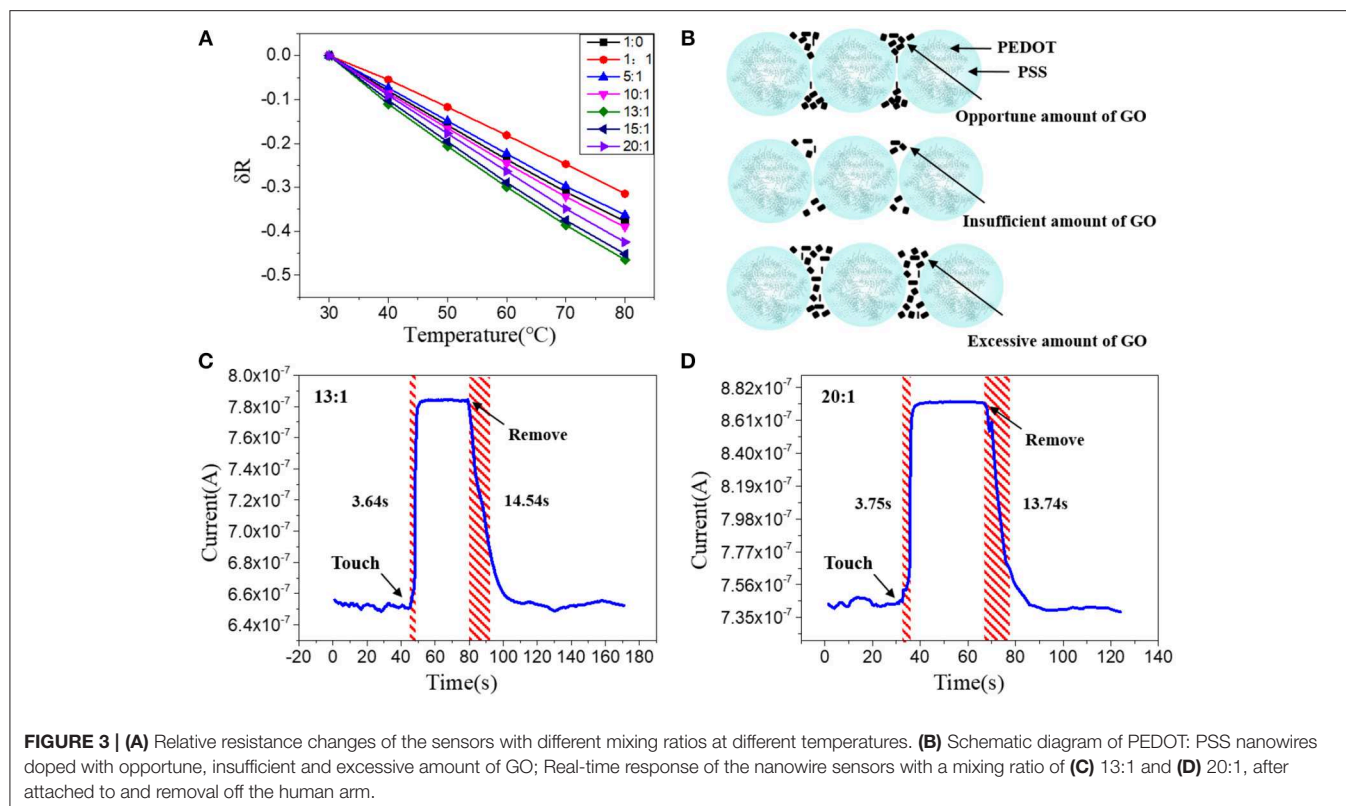 A
0.0
-0.1
-0.2
-0.3
-0.4
-0.5
δR
30 40 50 60 70 80
Temperature(°C)
1:0
1: 1
5:1
10:1
13:1
15:1
20:1
B
PEDOT
PSS
Opportune amount of GO
Insufficient amount of GO
Excessive amount of GO
C
8.0x10⁻⁷
7.8x10⁻⁷
7.6x10⁻⁷
7.4x10⁻⁷
7.2x10⁻⁷
7.0x10⁻⁷
6.8x10⁻⁷
6.6x10⁻⁷
6.4x10⁻⁷
Current(A)
13:1
Remove
3.64s
14.54s
Touch
-20 0 20 40 60 80 100 120 140 160 180
Time(s)
D
8.82x10⁻⁷
8.61x10⁻⁷
8.40x10⁻⁷
8.19x10⁻⁷
7.98x10⁻⁷
7.77x10⁻⁷
7.56x10⁻⁷
7.35x10⁻⁷
Current(A)
20:1
Remove
3.75s
13.74s
Touch
0 20 40 60 80 100 120 140
Time(s)
FIGURE 3 | (A) Relative resistance changes of the sensors with different mixing ratios at different temperatures. (B) Schematic diagram of PEDOT: PSS nanowires
doped with opportune, insufficient and excessive amount of GO; Real-time response of the nanowire sensors with a mixing ratio of (C) 13:1 and (D) 20:1, after
attached to and removal off the human arm.